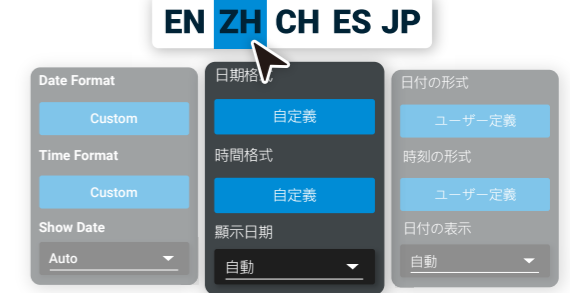 EN ZH CH ES JP
Date Format
Custom
Time Format
Custom
Show Date
Auto
日期格式
自定義
時間格式
自定義
顯示日期
自動
日付の形式
ユーザー定義
時刻の形式
ユーザー定義
日付の表示
自動